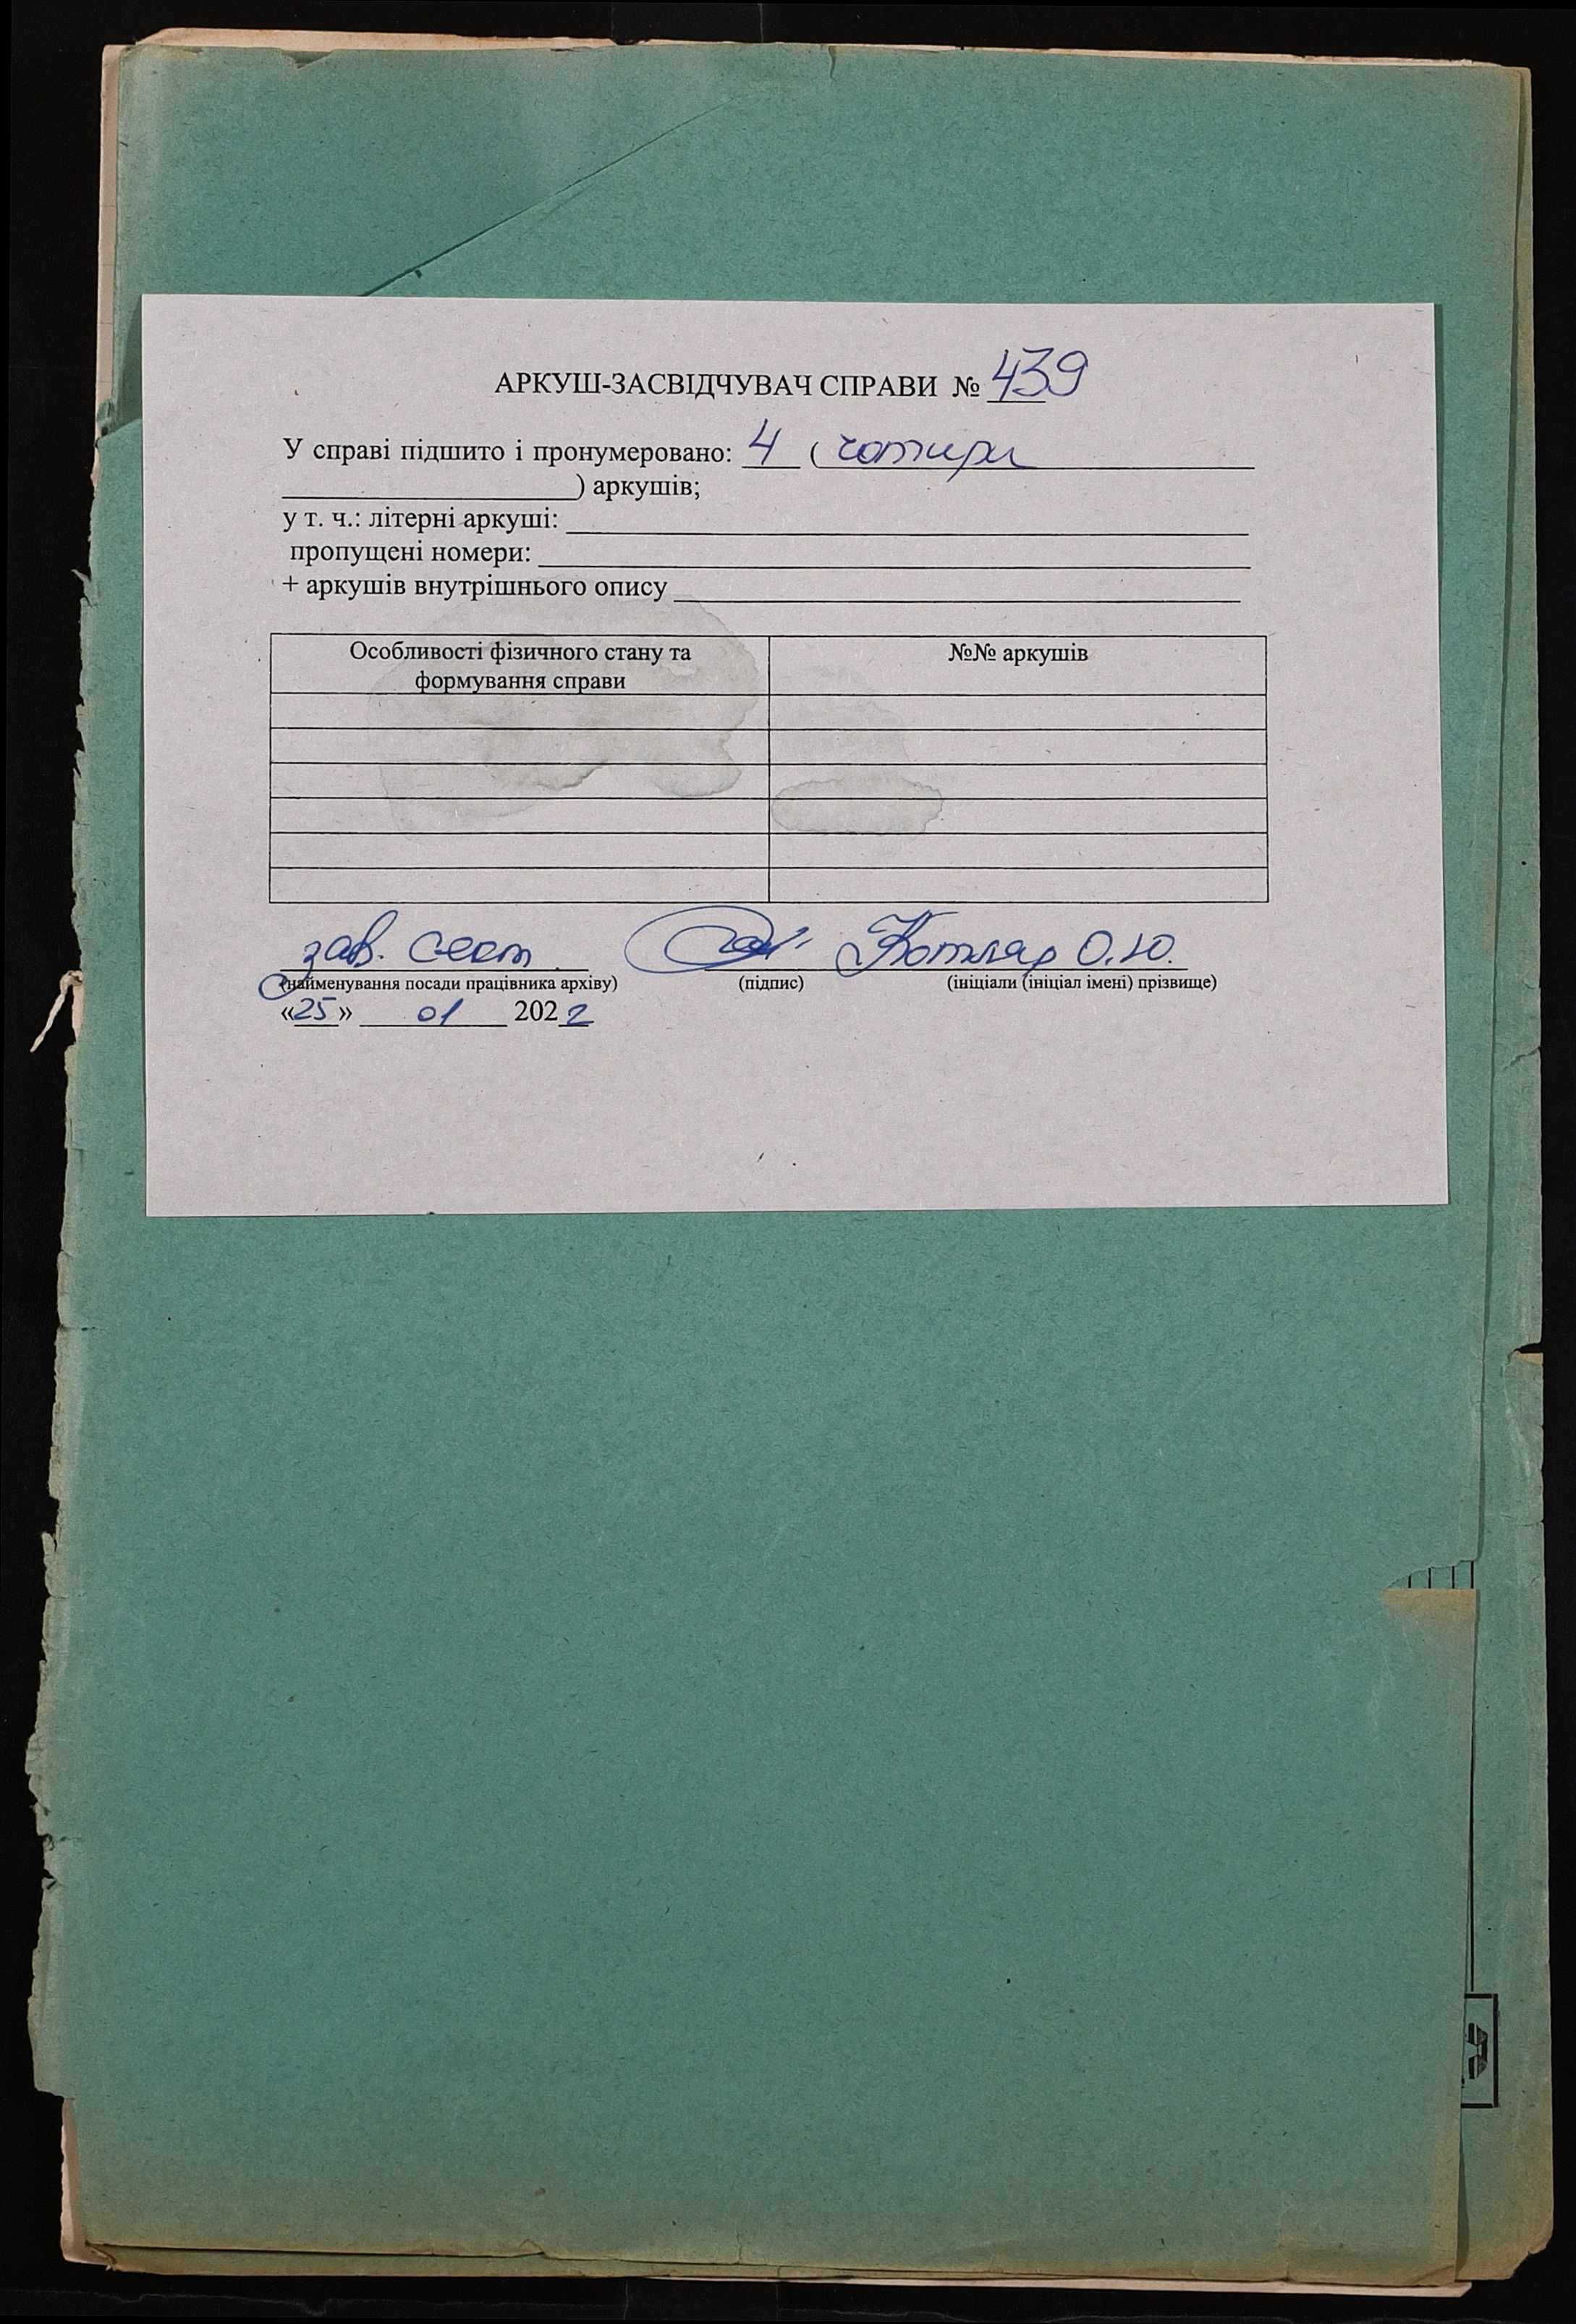 АРКУШ-ЗАСВІДЧУВАЧ СПРАВИ № 439
У справі підшито і пронумеровано: 4 ( чотири
) аркушів;
у т. ч.: літерні аркуші:
пропущені номери:
+ аркушів внутрішнього опису
Особливості фізичного стану та формування справи №№ аркушів
зав. сект. Котляр О.Ю.
(найменування посади працівника архіву) (підпис) (ініціали (ініціал імені) прізвище)
«25» 01 2022